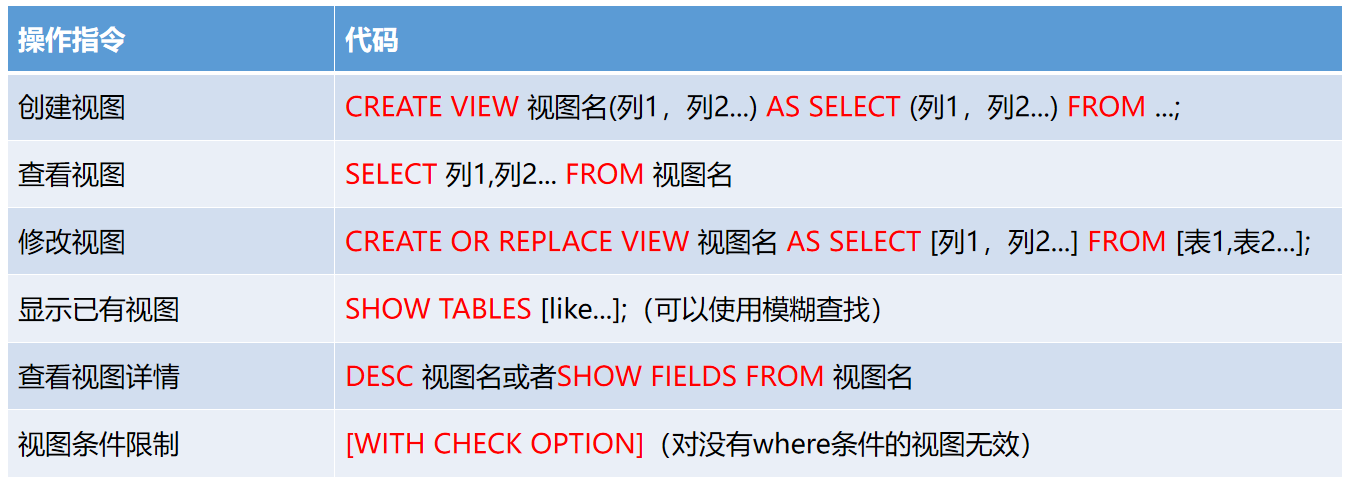 操作指令 代码
创建视图 CREATE VIEW 视图名(列1，列2...) AS SELECT (列1，列2...) FROM ...;
查看视图 SELECT 列1,列2... FROM 视图名
修改视图 CREATE OR REPLACE VIEW 视图名 AS SELECT [列1，列2...] FROM [表1,表2...];
显示已有视图 SHOW TABLES [like...];（可以使用模糊查找）
查看视图详情 DESC 视图名或者SHOW FIELDS FROM 视图名
视图条件限制 [WITH CHECK OPTION]（对没有where条件的视图无效）